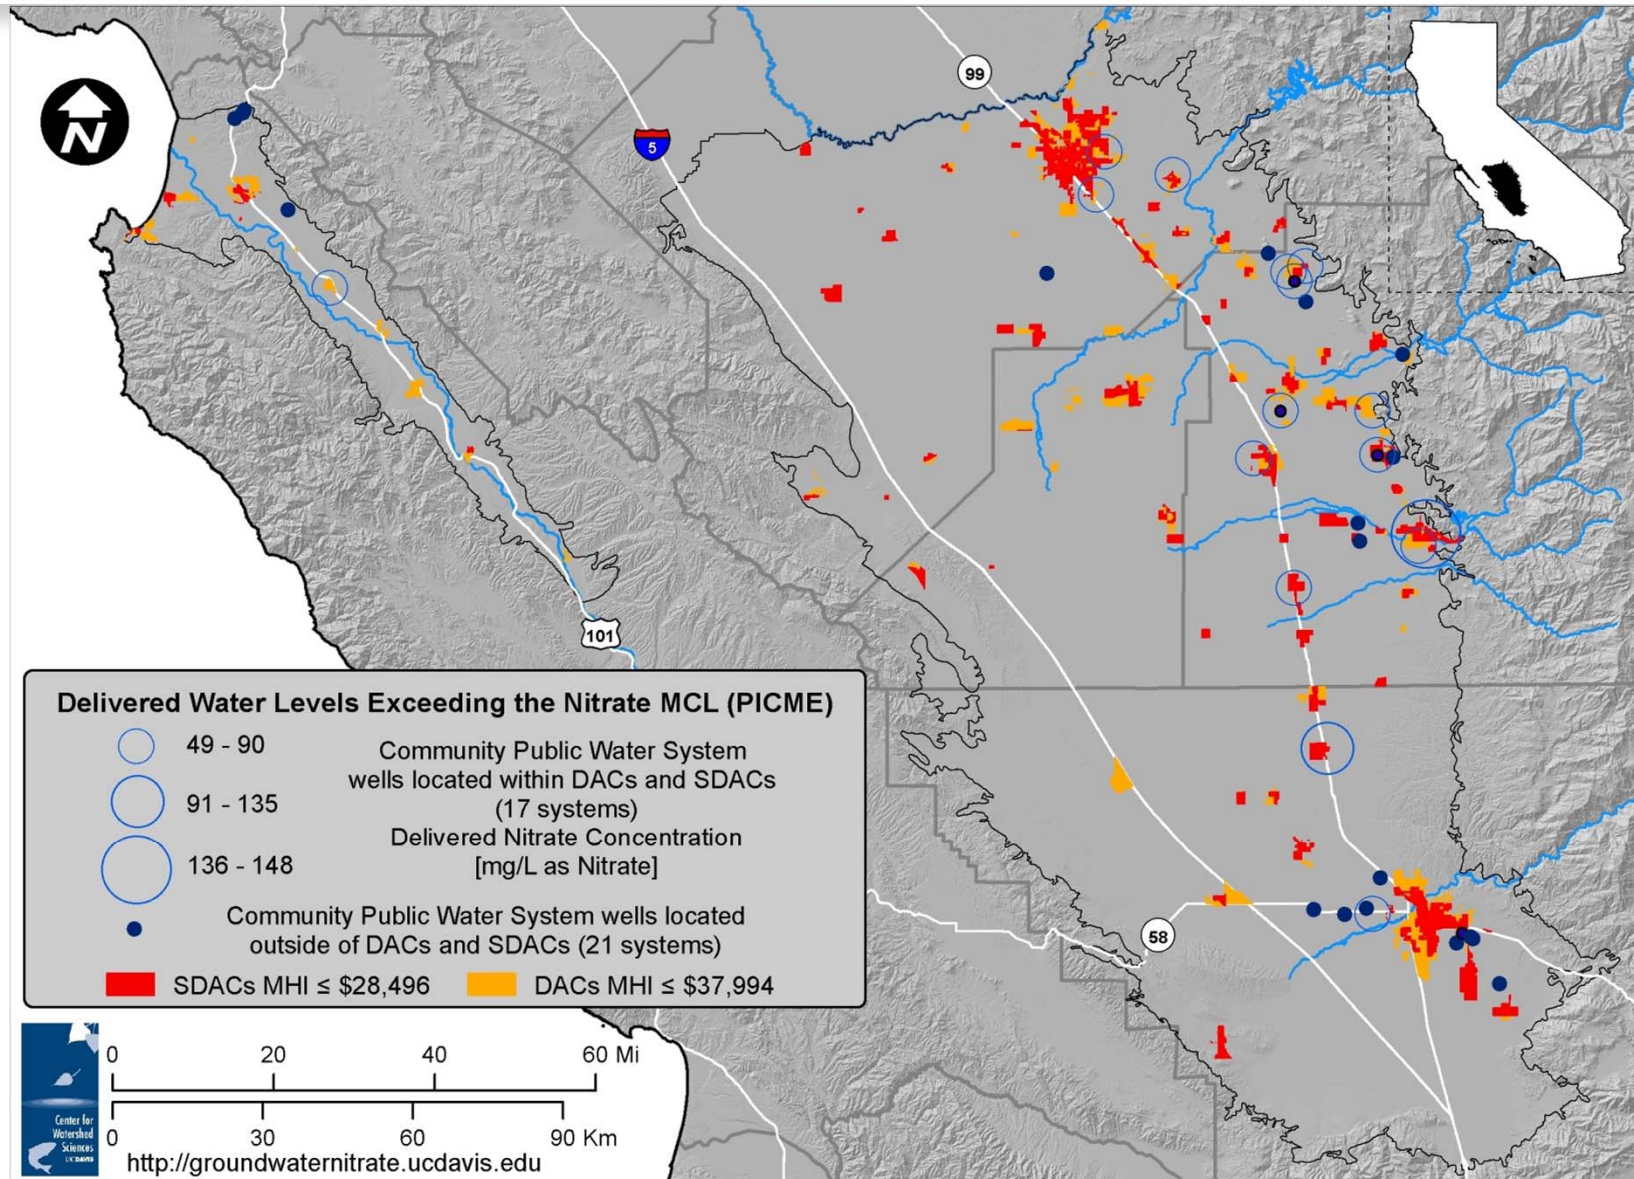 99
5
N
101
Delivered Water Levels Exceeding the Nitrate MCL (PICME)
49 - 90
91 - 135
136 - 148
Community Public Water System
wells located within DACs and SDACs
(17 systems)
Delivered Nitrate Concentration
[mg/L as Nitrate]
Community Public Water System wells located
outside of DACs and SDACs (21 systems)
SDACs MHI ≤ $28,496
DACs MHI ≤ $37,994
58
0 20 40 60 Mi
0 30 60 90 Km
Center for
Watershed
Sciences
UC DAVIS
http://groundwaternitrate.ucdavis.edu